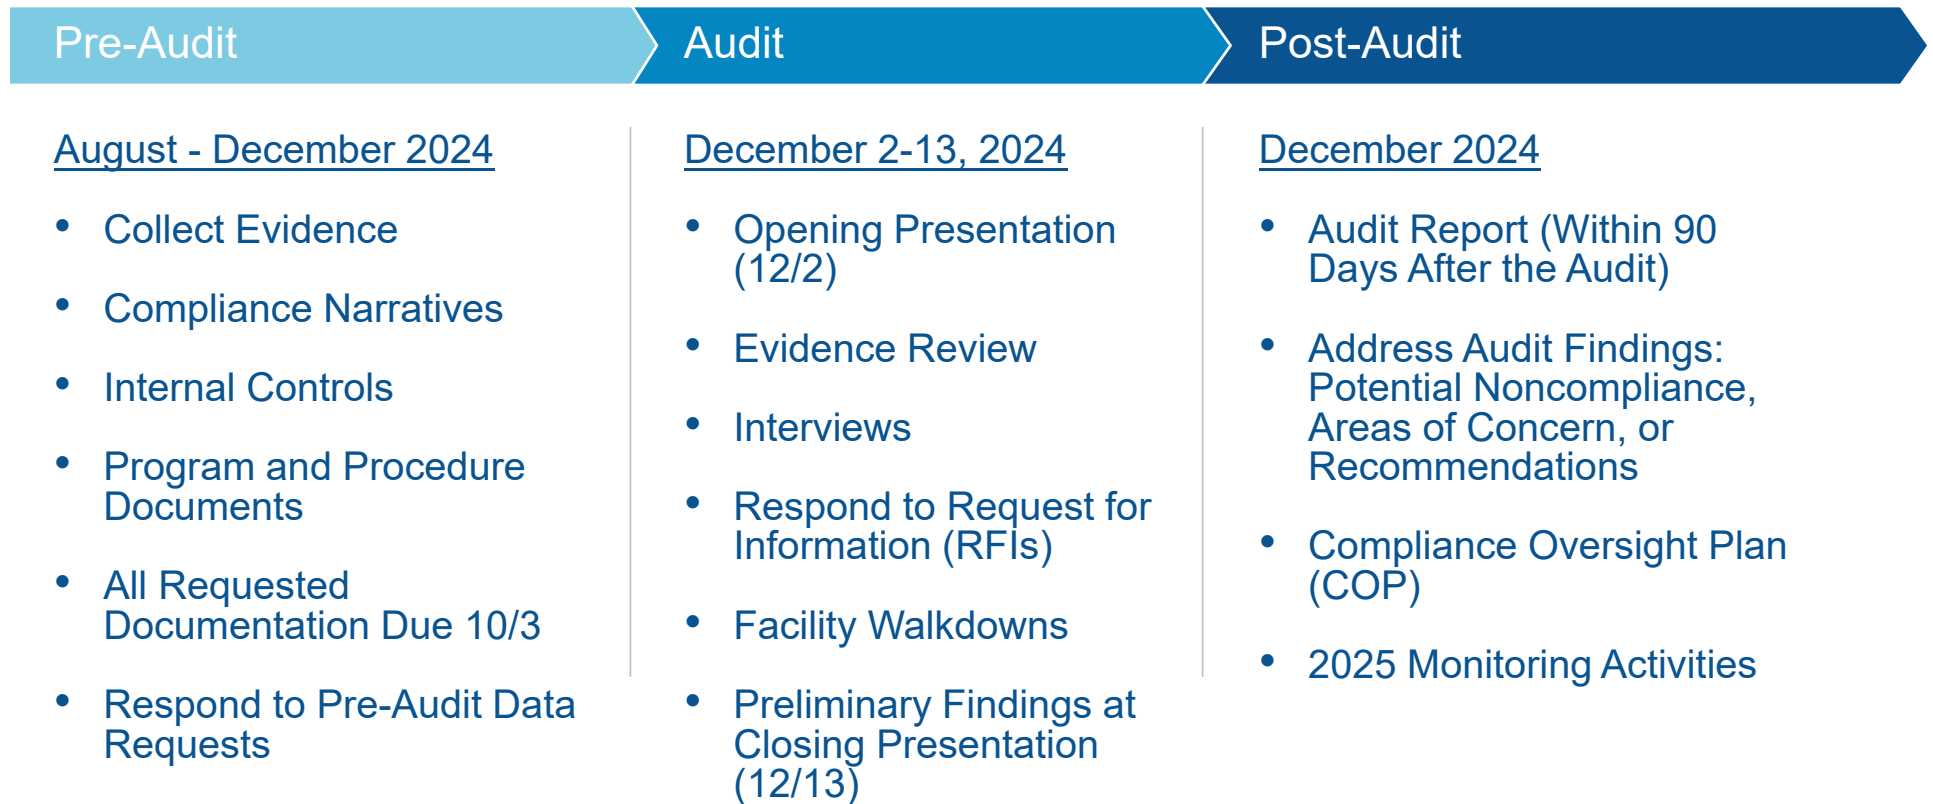 Pre-Audit
Audit
Post-Audit
August - December 2024
• Collect Evidence
• Compliance Narratives
• Internal Controls
• Program and Procedure
Documents
• All Requested
Documentation Due 10/3
• Respond to Pre-Audit Data
Requests
December 2-13, 2024
• Opening Presentation
(12/2)
• Evidence Review
• Interviews
• Respond to Request for
Information (RFIs)
• Facility Walkdowns
• Preliminary Findings at
Closing Presentation
(12/13)
December 2024
• Audit Report (Within 90
Days After the Audit)
• Address Audit Findings:
Potential Noncompliance,
Areas of Concern, or
Recommendations
• Compliance Oversight Plan
(COP)
• 2025 Monitoring Activities